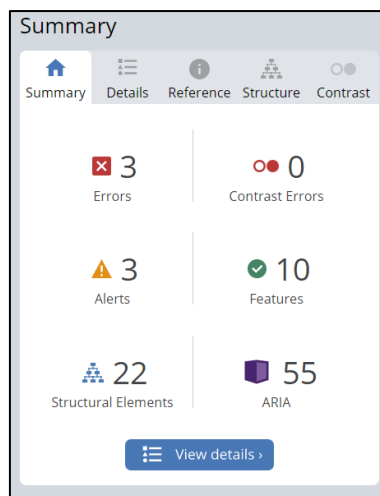 Summary
Summary Details Reference Structure Contrast
3 0
Errors Contrast Errors
3 10
Alerts Features
22 55
Structural Elements ARIA
View details ›